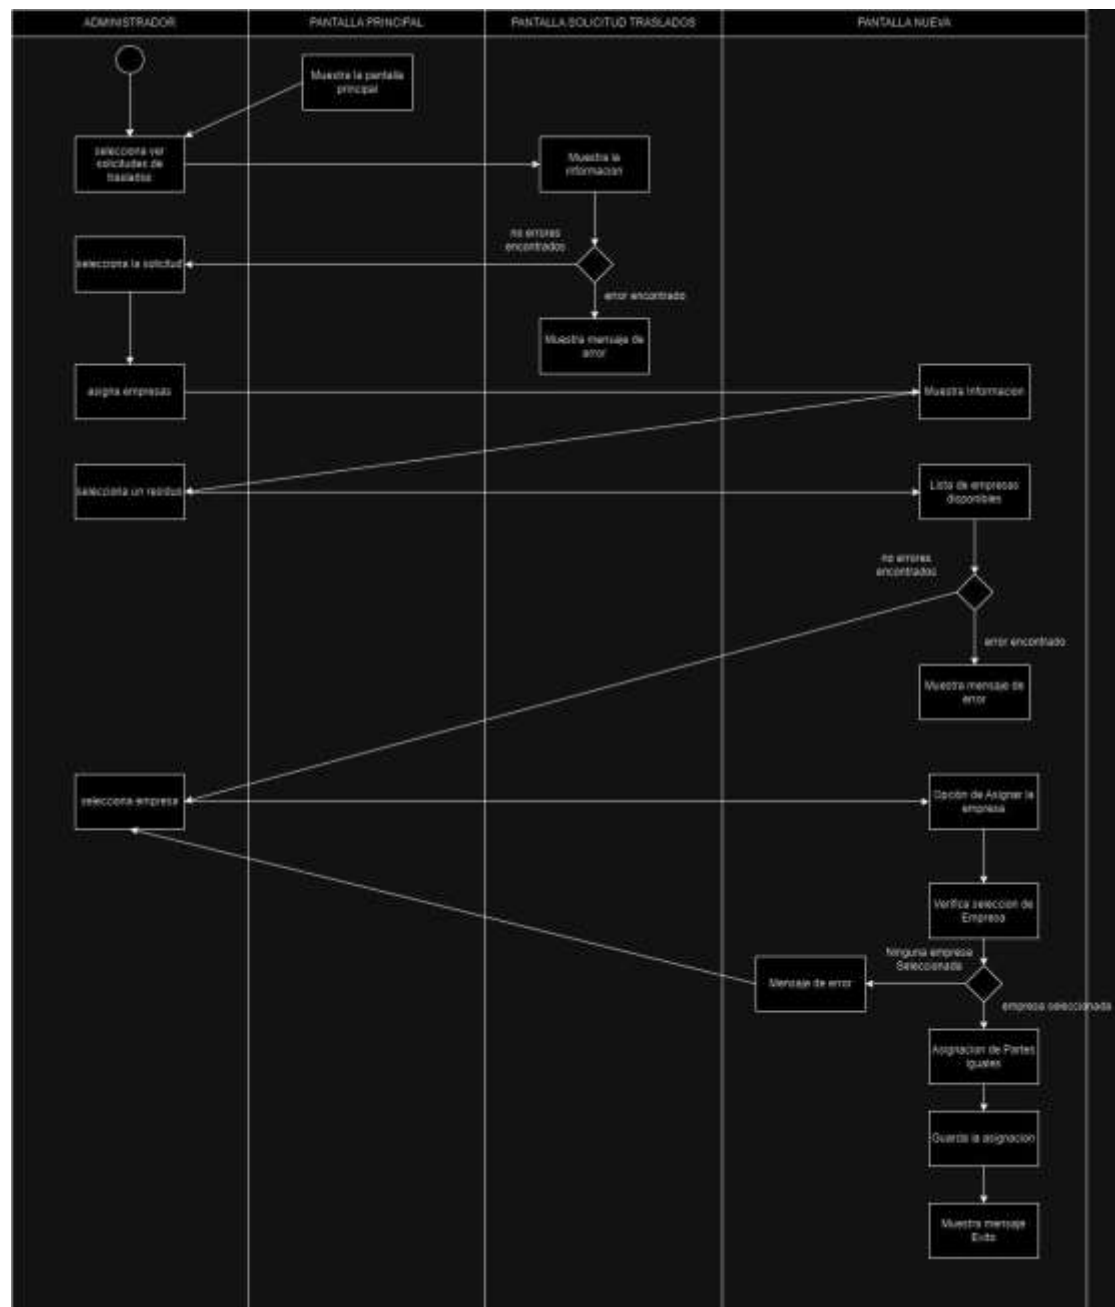 ADMINISTRADOR
PANTALLA PRINCIPAL
PANTALLA SOLICITUD TRASLADOS
PANTALLA NUEVA
Muestra la pantalla
principal
selecciona ver
solicitudes de
traslados
Muestra la
informacion
no errores
encontrados
selecciona la solicitud
error encontrado
Muestra mensaje de
error
asigna empresas
Muestra Informacion
selecciona un residuo
Lista de empresas
disponibles
no errores
encontrados
error encontrado
Muestra mensaje de
error
selecciona empresa
Opción de Asignar la
empresa
Verifica seleccion de
Empresa
Ninguna empresa
Seleccionada
Mensaje de error
empresa seleccionada
Asignacion de Partes
Iguales
Guarda la asignacion
Muestra mensaje
Exito